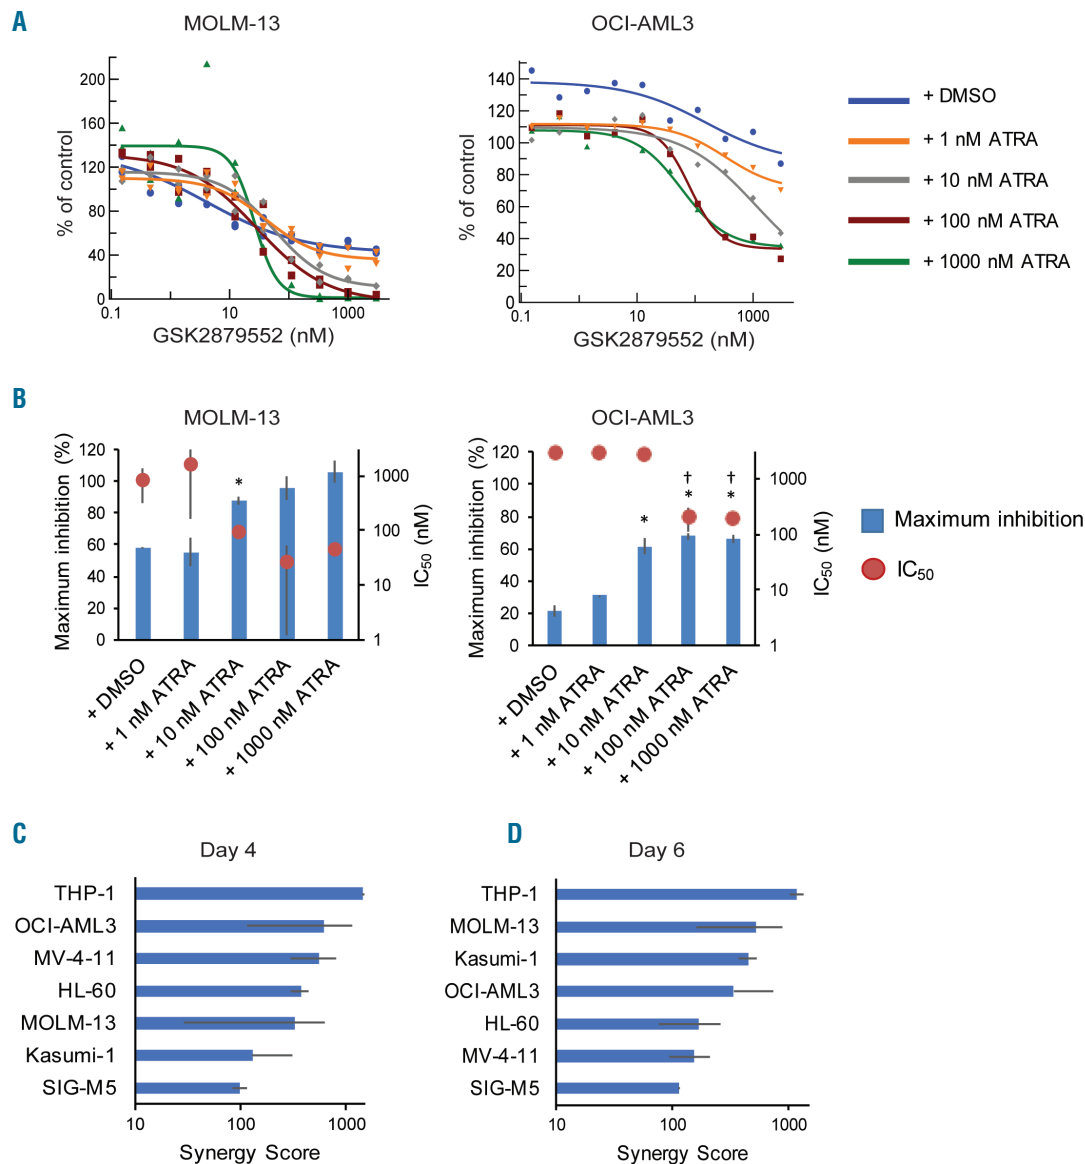 A
MOLM-13
OCI-AML3
% of control
200
160
120
80
40
0
0.1
10
1000
GSK2879552 (nM)
% of control
140
120
100
80
60
40
20
0
0.1
10
1000
GSK2879552 (nM)
+ DMSO
+ 1 nM ATRA
+ 10 nM ATRA
+ 100 nM ATRA
+ 1000 nM ATRA
B
MOLM-13
OCI-AML3
Maximum inhibition (%)
120
100
80
60
40
20
0
*
1000
100
10
1
IC50 (nM)
+ DMSO
+ 1 nM ATRA
+ 10 nM ATRA
+ 100 nM ATRA
+ 1000 nM ATRA
Maximum inhibition (%)
120
100
80
60
40
20
0
*
†
*
†
*
1000
100
10
1
IC50 (nM)
+ DMSO
+ 1 nM ATRA
+ 10 nM ATRA
+ 100 nM ATRA
+ 1000 nM ATRA
Maximum inhibition
IC50
C
Day 4
THP-1
OCI-AML3
MV-4-11
HL-60
MOLM-13
Kasumi-1
SIG-M5
10
100
1000
Synergy Score
D
Day 6
THP-1
MOLM-13
Kasumi-1
OCI-AML3
HL-60
MV-4-11
SIG-M5
10
100
1000
Synergy Score